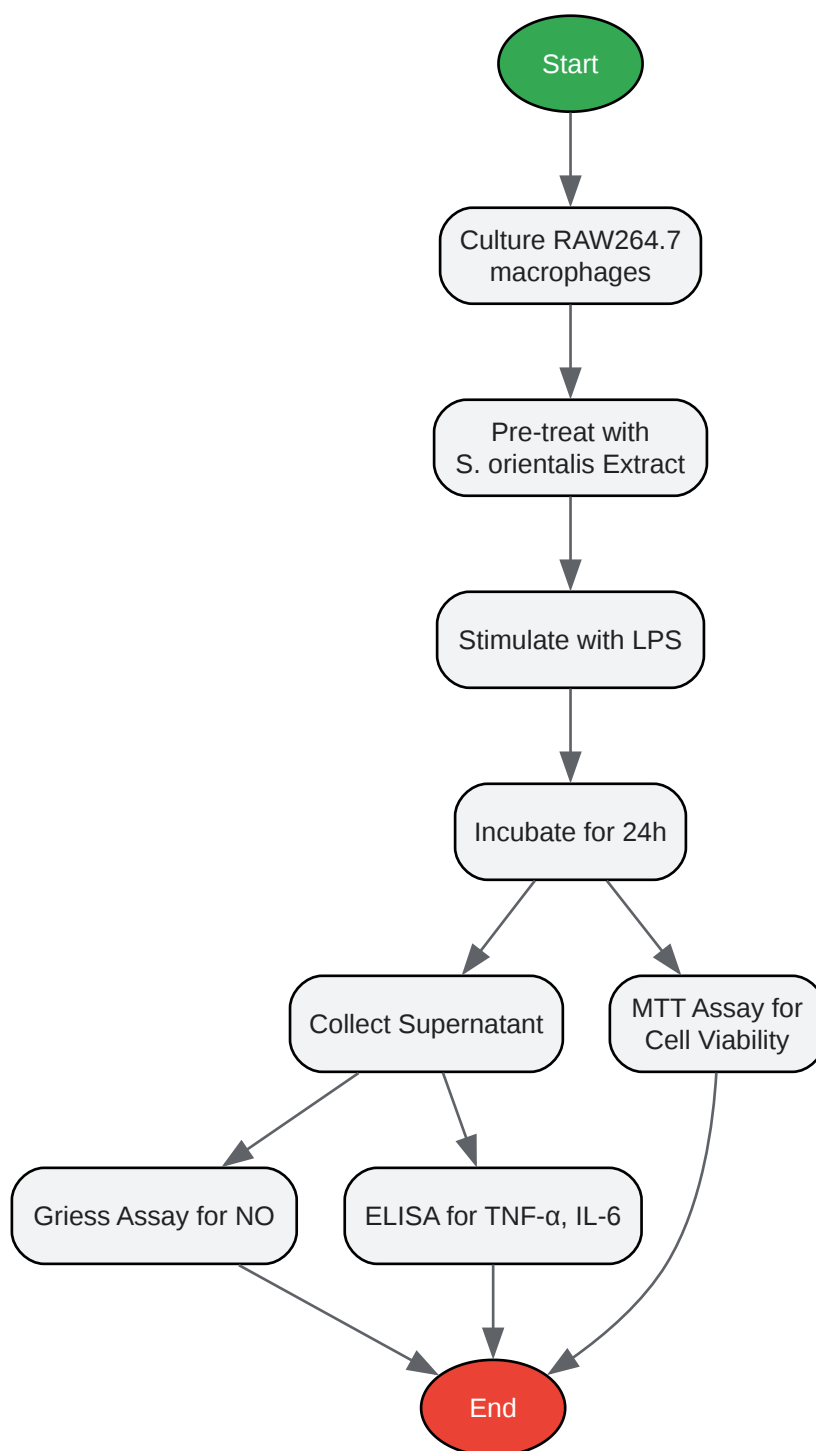 Start
Culture RAW264.7
macrophages
Pre-treat with
S. orientalis Extract
Stimulate with LPS
Incubate for 24h
Collect Supernatant
MTT Assay for
Cell Viability
Griess Assay for NO
ELISA for TNF-α, IL-6
End